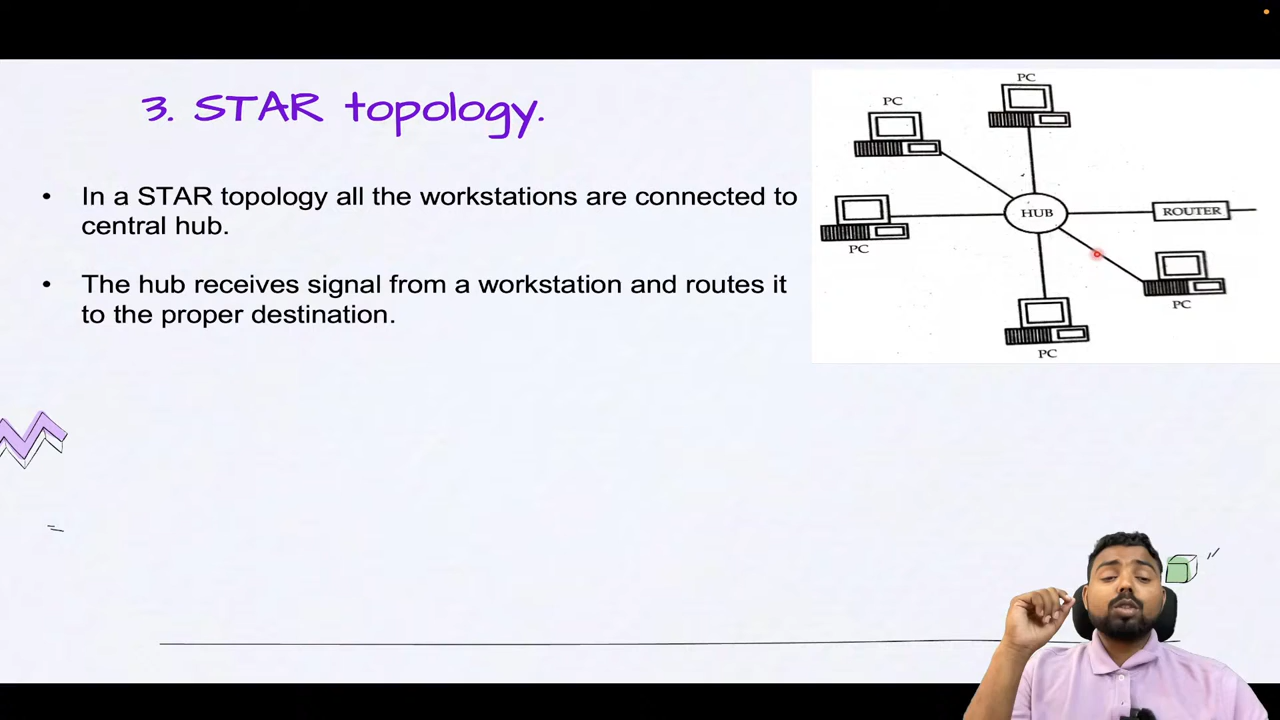 3. STAR topology.
• In a STAR topology all the workstations are connected to
central hub.
• The hub receives signal from a workstation and routes it
to the proper destination.
PC
PC
HUB
ROUTER
PC
PC
PC